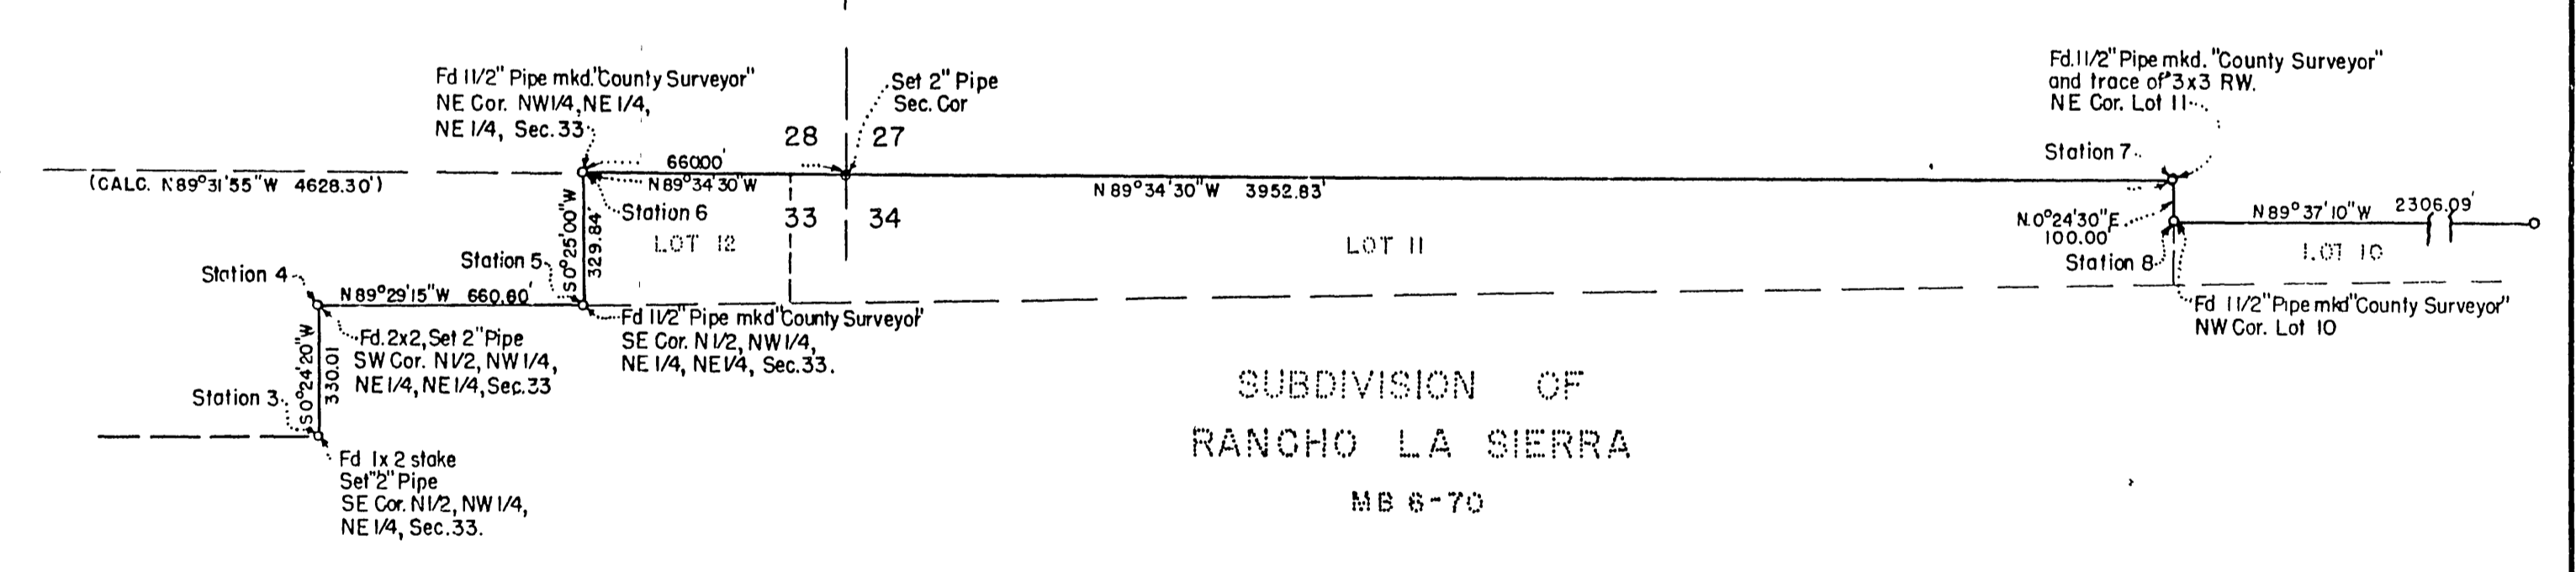 Fd 11/2" Pipe mkd."County Surveyor"
NE Cor. NW1/4,NE 1/4,
NE 1/4, Sec.33
Set 2" Pipe
Sec. Cor
Fd.11/2" Pipe mkd. "County Surveyor"
and trace of 3x3 RW.
NE Cor. Lot 11
28
27
Station 7
660.00'
(CALC. N89°31'55"W 4628.30')
N89°34'30"W
N 89°34'30"W 3952.83'
S0°25'00"W
329.84'
Station 6
33
34
N.0°24'30"E.
100.00'
N89°37'10"W 2306.09'
LOT 12
LOT 11
LOT 10
Station 5
Station 8
Station 4
N89°29'15"W 660.60'
Fd 11/2" Pipe mkd"County Surveyor"
NW Cor. Lot 10
Fd 11/2" Pipe mkd"County Surveyor"
SE Cor. N1/2, NW1/4,
NE 1/4, NE1/4, Sec.33.
Fd.2x2, Set 2" Pipe
SW Cor. N1/2, NW1/4,
NE1/4, NE1/4, Sec.33
S0°24'20"W
330.01
Station 3
SUBDIVISION OF
RANCHO LA SIERRA
MB 6-70
Fd 1x2 stake
Set 2" Pipe
SE Cor. N1/2, NW1/4,
NE 1/4, Sec.33.